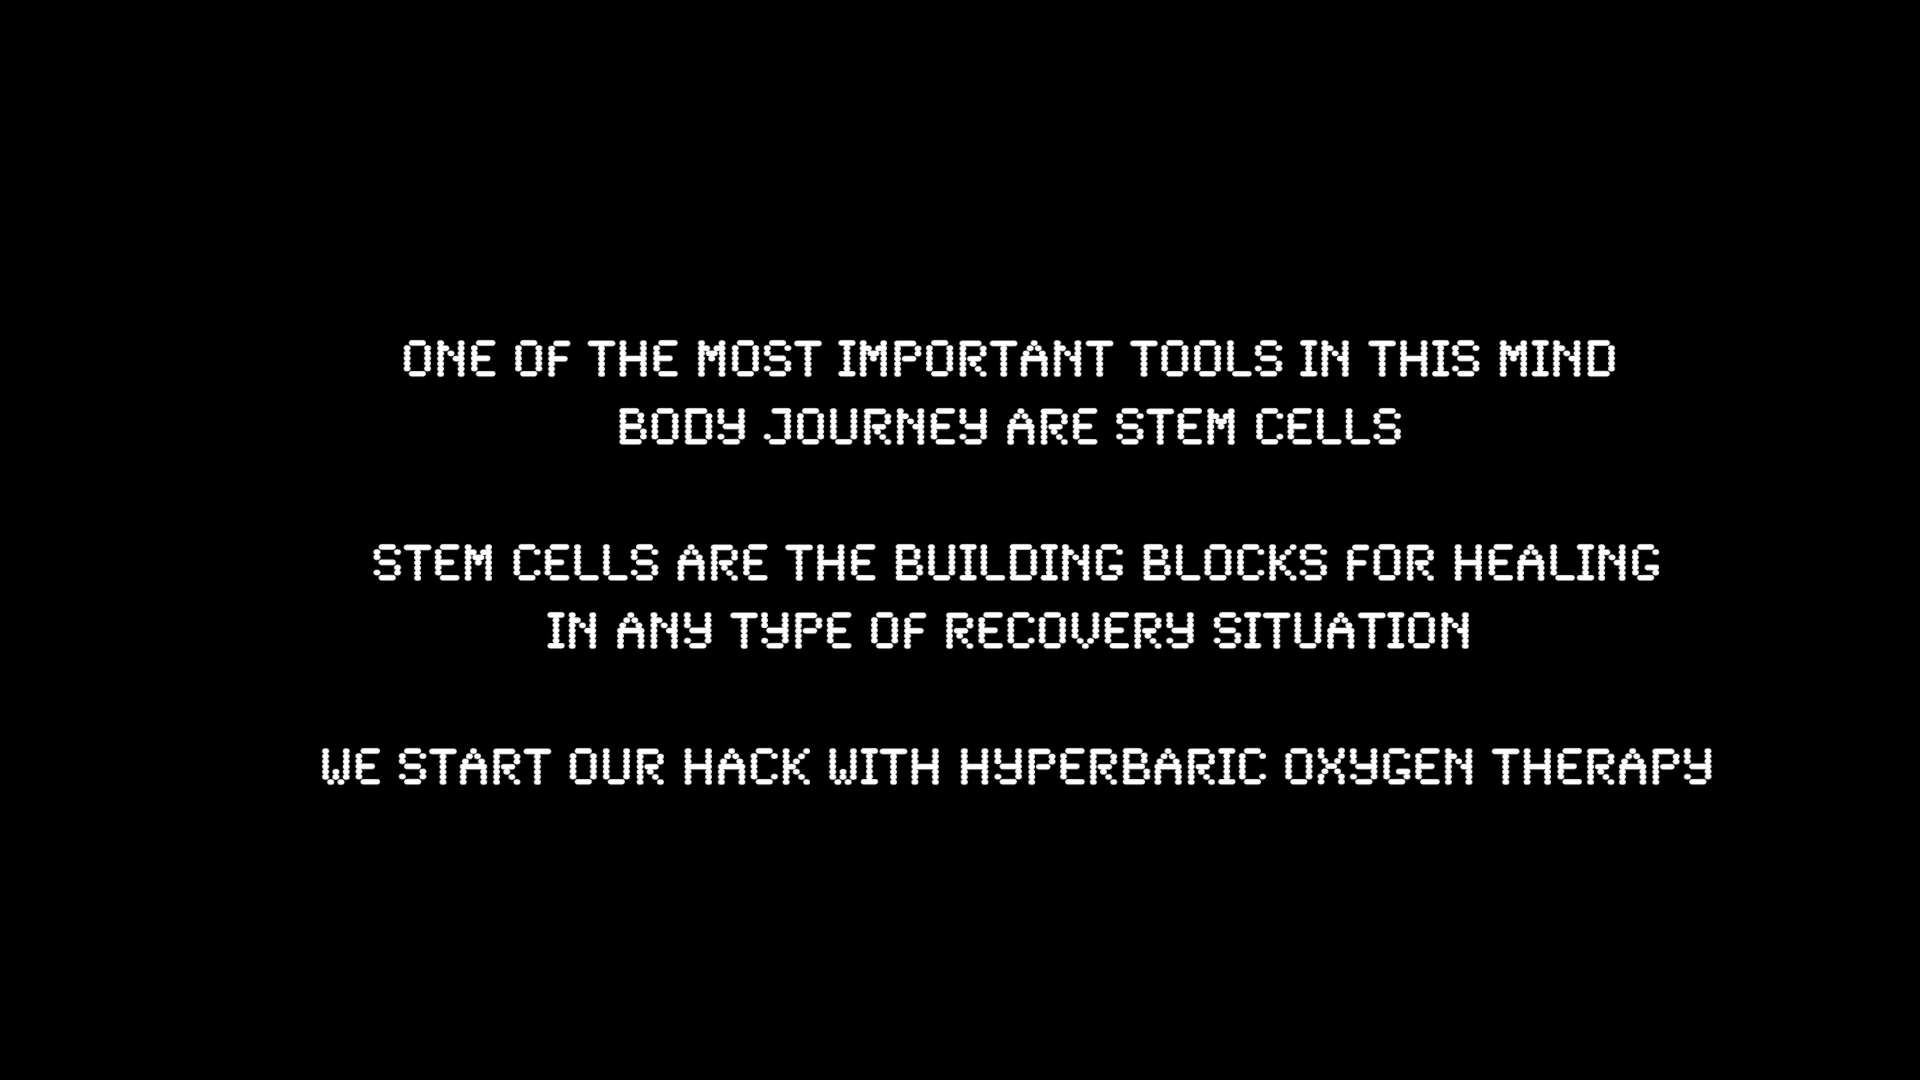 ONE OF THE MOST IMPORTANT TOOLS IN THIS MIND
BODY JOURNEY ARE STEM CELLS
STEM CELLS ARE THE BUILDING BLOCKS FOR HEALING
IN ANY TYPE OF RECOVERY SITUATION
WE START OUR HACK WITH HYPERBARIC OXYGEN THERAPY